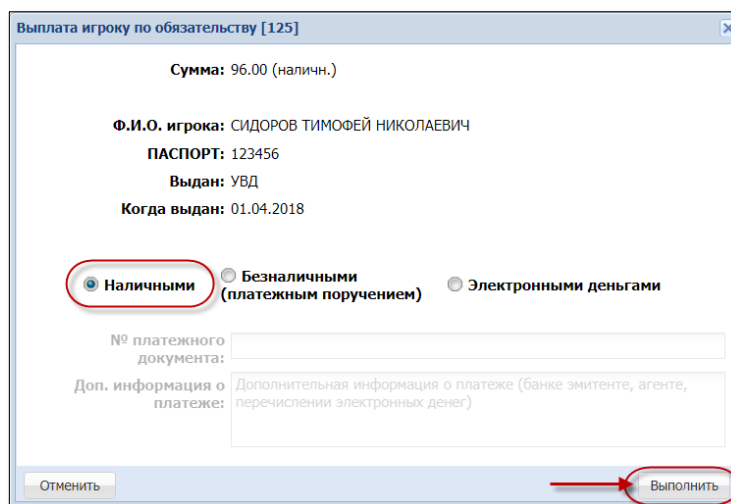 Выплата игроку по обязательству [125]
Сумма: 96.00 (наличн.)
Ф.И.О. игрока: СИДОРОВ ТИМОФЕЙ НИКОЛАЕВИЧ
ПАСПОРТ: 123456
Выдан: УВД
Когда выдан: 01.04.2018
Наличными
Безналичными
(платежным поручением)
Электронными деньгами
№ платежного
документа:
Доп. информация о
платеже:
Дополнительная информация о платеже (банке эмитенте, агенте,
перечислении электронных денег)
Отменить
Выполнить